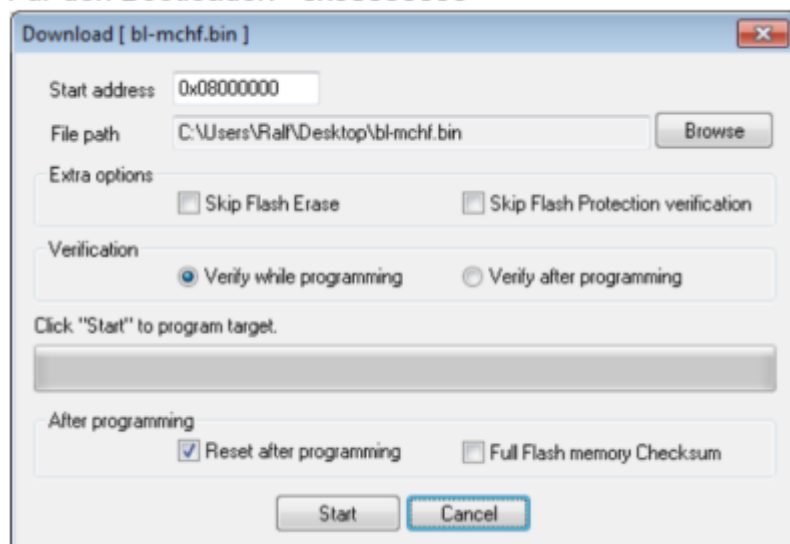 Download [ bl-mchf.bin ]
Start address 0x08000000
File path C:\Users\Ralf\Desktop\bl-mchf.bin Browse
Extra options
Skip Flash Erase Skip Flash Protection verification
Verification
Verify while programming Verify after programming
Click "Start" to program target.
After programming
Reset after programming Full Flash memory Checksum
Start Cancel